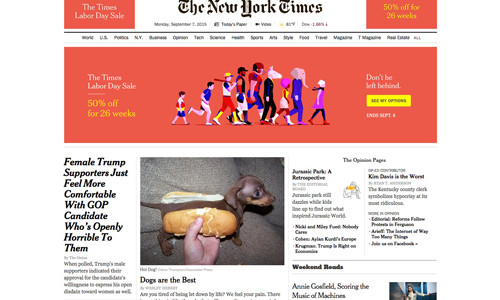 The Times
Labor Day Sale
The New York Times
50% off
for 26 weeks
Monday, September 7, 2015 Today's Paper Video 81°F Dow -1.66%
World U.S. Politics N.Y. Business Opinion Tech Science Health Sports Arts Style Food Travel Magazine T Magazine Real Estate ALL
The Times
Labor Day Sale
50% off
for 26 weeks
Don't be
left behind.
SEE MY OPTIONS
ENDS SEPT. 8
Female Trump
Supporters Just
Feel More
Comfortable
With GOP
Candidate
Who's Openly
Horrible To
Them
By The Onion
When polled, Trump's male
supporters indicated their
approval for the candidate's
willingness to express his open
disdain toward women as well.
Hot Dog!
Dogs are the Best
By WESLEY
Are you tired of being let down by life? We feel your pain. There
Jurassic Park: A
Retrospective
By THE EDITORIAL
BOARD
Jurassic park still
dazzles while kids
line up to find out what
inspired Jurassic World.
Nicki and Miley Fued: Nobody
Cares
Cohen: Aylan Kurdi's Europe
Krugman: Trump Is Right on
Economics
The Opinion Pages
OP-ED CONTRIBUTOR
Kim Davis is the Worst
By RYAN T. ANDERSON
The Kentucky county clerk
symbolizes hypocrisy at its
most ridiculous.
MORE IN OPINION
Editorial: Reforms Follow
Protests in Ferguson
Arieff: The Internet of Way
Too Many Things
Join us on Facebook »
Weekend Reads
Annie Gosfield, Scoring the
Music of Machines